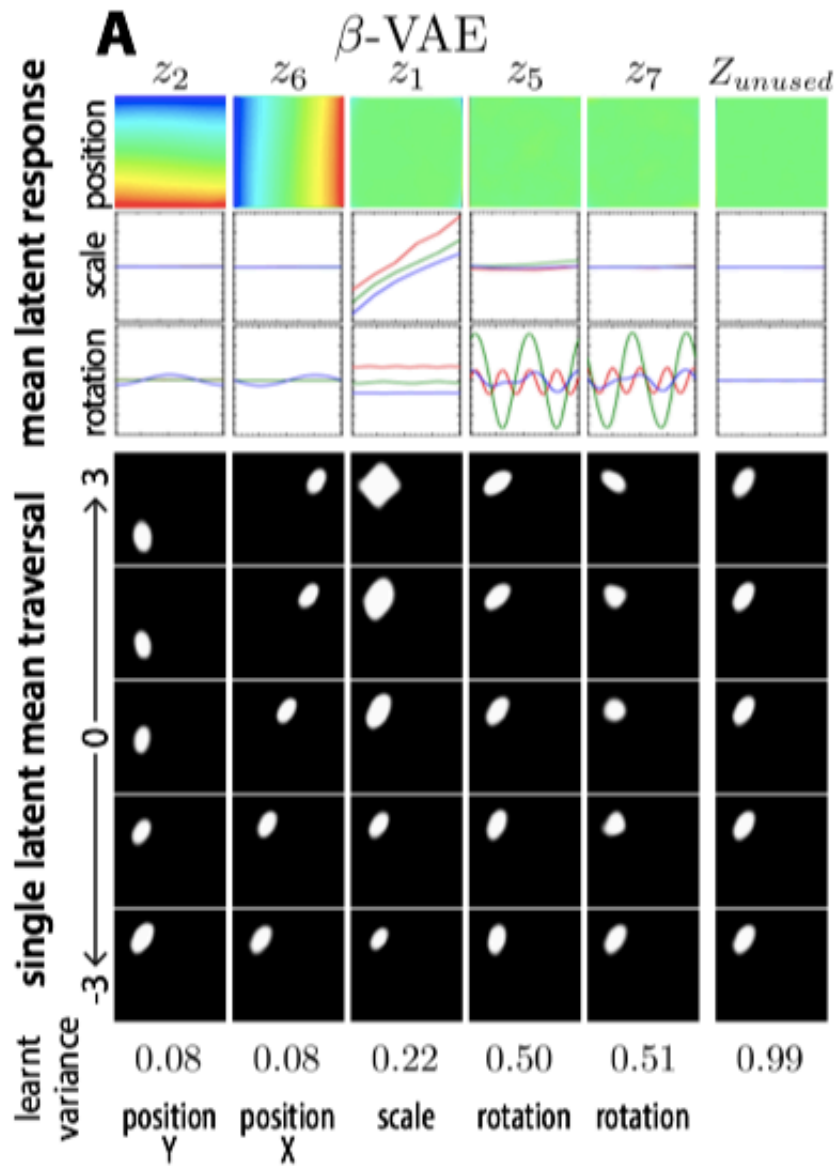 A
β-VAE
z₂ z₆ z₁ z₅ z₇ Zᵤₙᵤₛₑ𝒹
mean latent response
position
scale
rotation
single latent mean traversal
3
0
-3
learnt
variance
0.08 0.08 0.22 0.50 0.51 0.99
position position scale rotation rotation
Y X